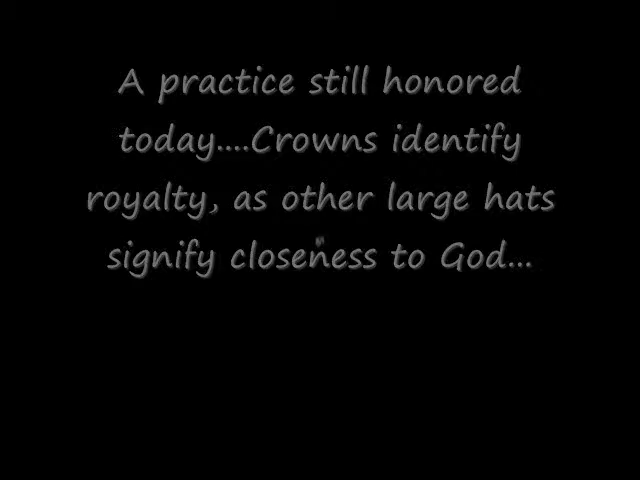 A practice still honored
today....Crowns identify
royalty, as other large hats
signify closeness to God...